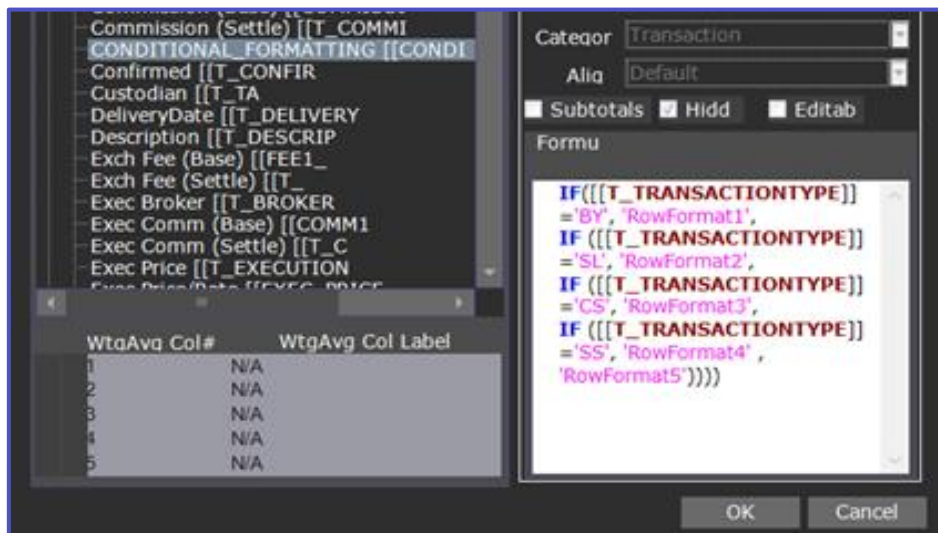 Commission (Settle) [[T_COMMI
CONDITIONAL_FORMATTING [[CONDI
Confirmed [[T_CONFIR
Custodian [[T_TA
DeliveryDate [[T_DELIVERY
Description [[T_DESCRIP
Exch Fee (Base) [[FEE1_
Exch Fee (Settle) [[T_
Exec Broker [[T_BROKER
Exec Comm (Base) [[COMM1
Exec Comm (Settle) [[T_C
Exec Price [[T_EXECUTION
WtgAvg Col# WtgAvg Col Label
1 N/A
2 N/A
3 N/A
4 N/A
5 N/A
Categor Transaction
Alig Default
Subtotals Hidd Editab
Formu
IF([[T_TRANSACTIONTYPE]]
='BY', 'RowFormat1',
IF ([[T_TRANSACTIONTYPE]]
='SL', 'RowFormat2',
IF ([[T_TRANSACTIONTYPE]]
='CS', 'RowFormat3',
IF ([[T_TRANSACTIONTYPE]]
='SS', 'RowFormat4' ,
'RowFormat5'))))
OK Cancel